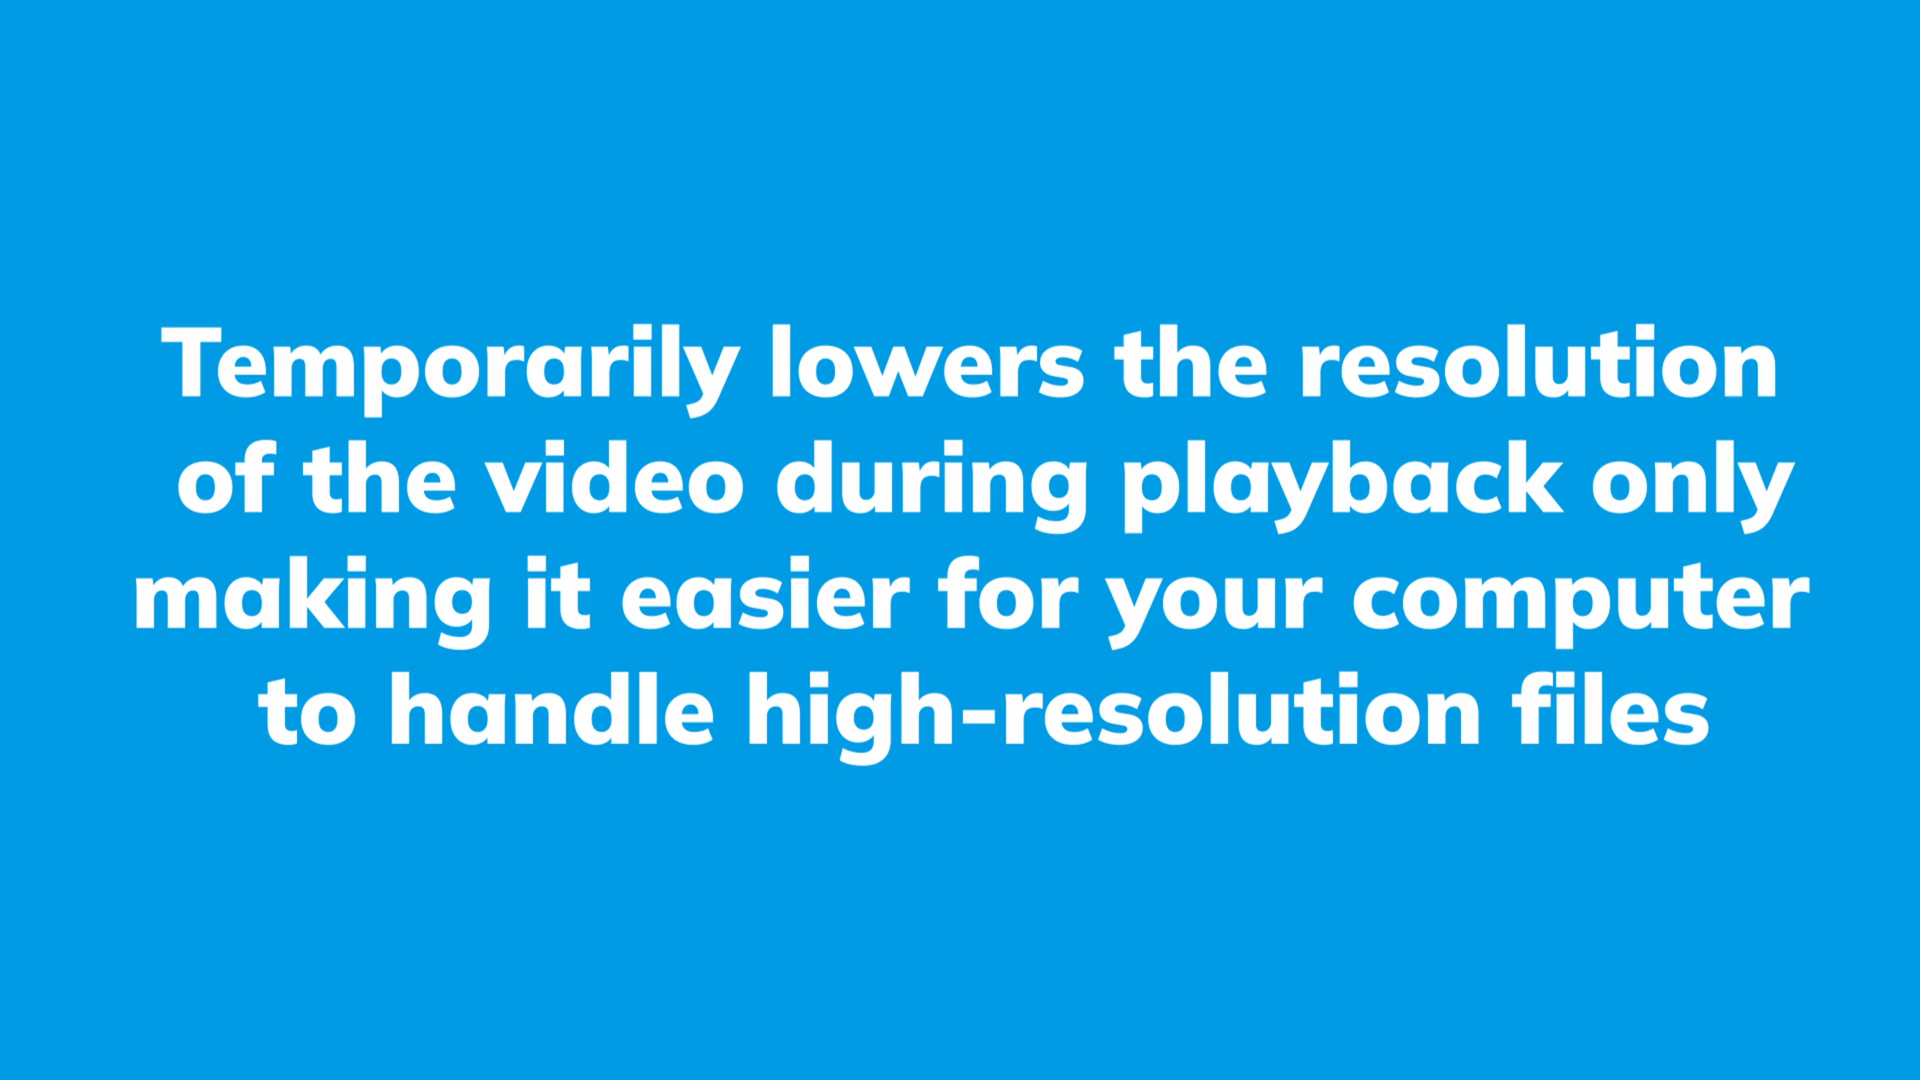 Temporarily lowers the resolution
of the video during playback only
making it easier for your computer
to handle high-resolution files